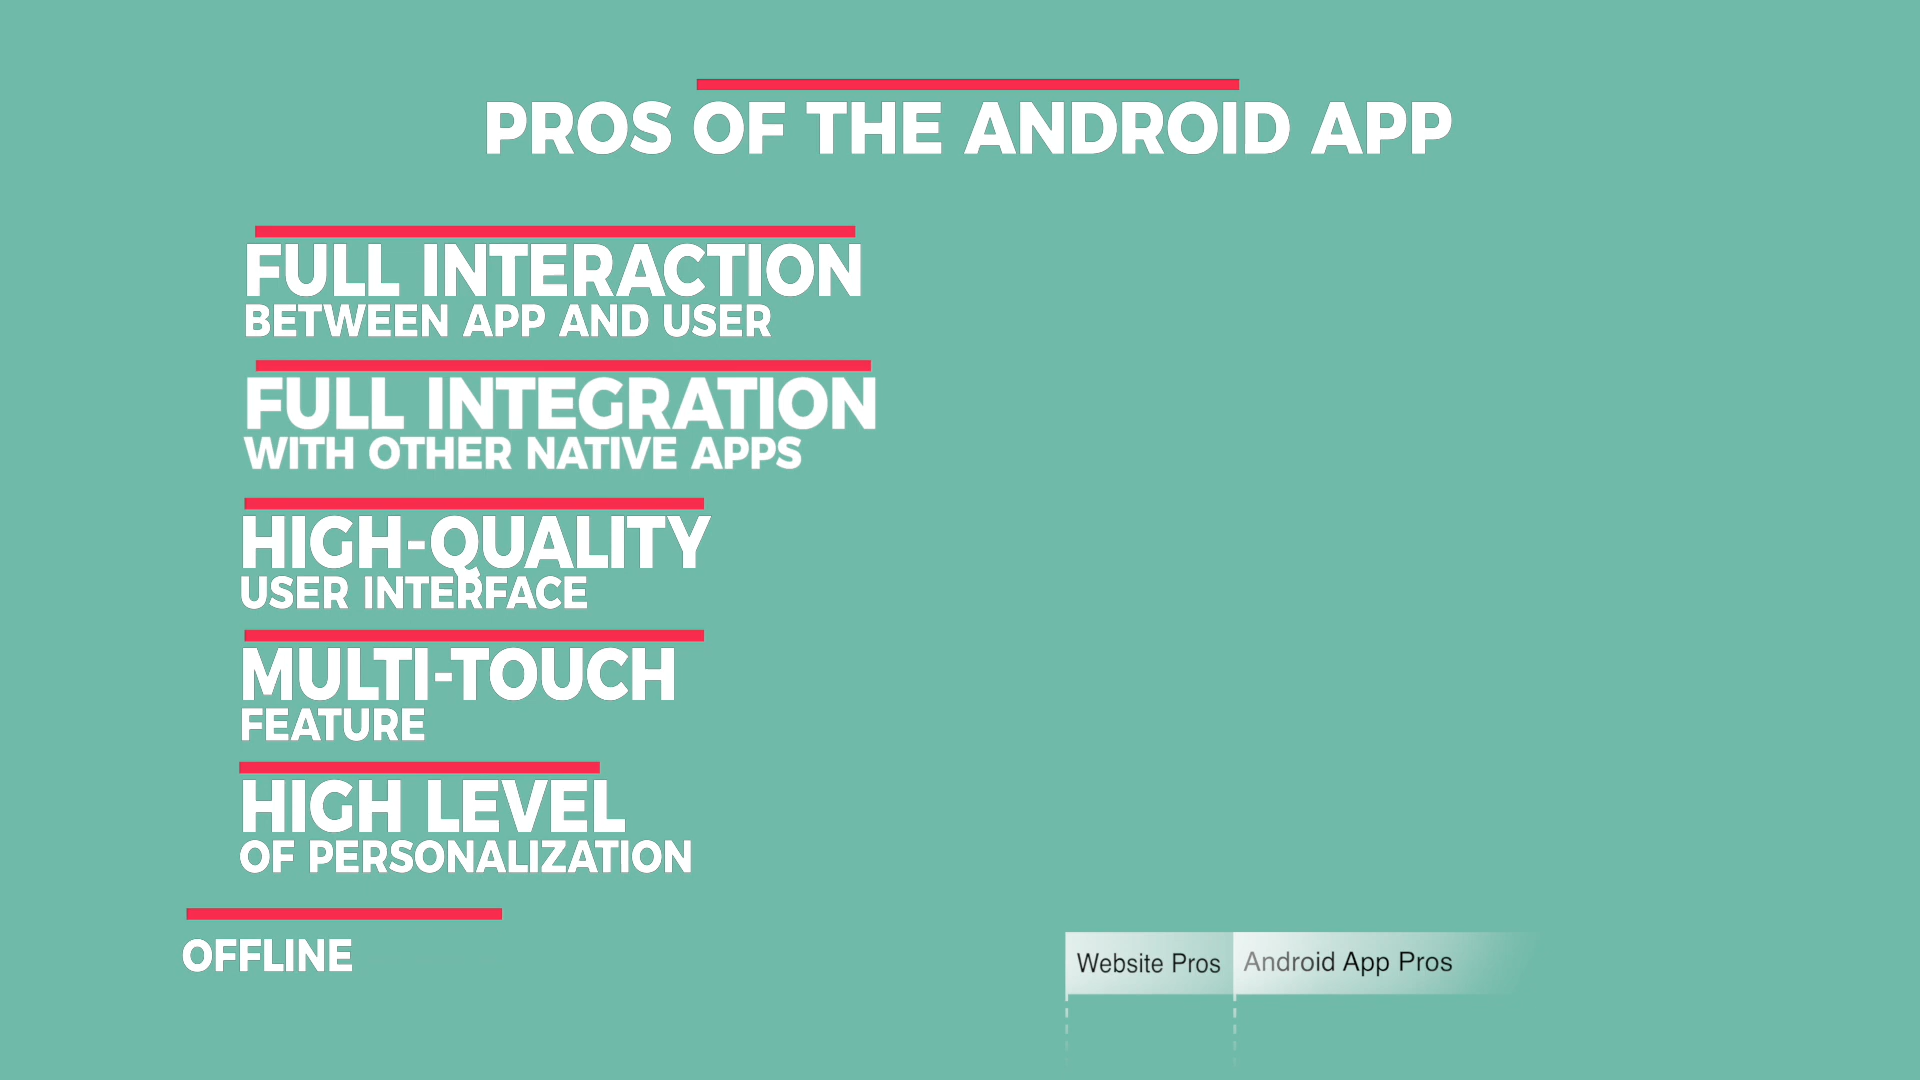 PROS OF THE ANDROID APP
FULL INTERACTION
BETWEEN APP AND USER
FULL INTEGRATION
WITH OTHER NATIVE APPS
HIGH-QUALITY
USER INTERFACE
MULTI-TOUCH
FEATURE
HIGH LEVEL
OF PERSONALIZATION
OFFLINE
Website Pros Android App Pros